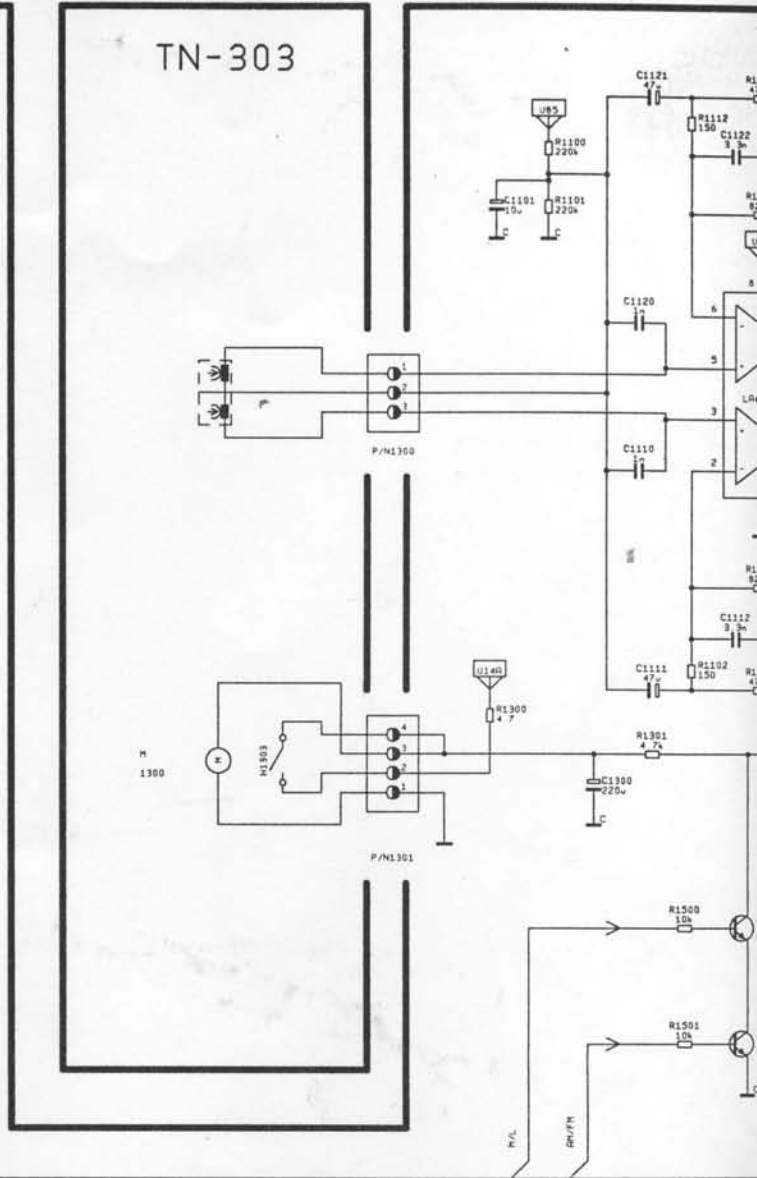 TN-303
C1121
47u
R1112
150
C1122
3.3n
U85
R1100
220k
C1101
10u
R1101
220k
C
C
C1120
1n
6
5
8
1
2
3
P/N1300
3
2
C1110
1n
C1112
3.3n
C1111
47u
R1102
150
U14A
R1300
4.7
M
1300
M
4
3
2
1
R1301
4.7k
C1300
220u
C
P/N1301
R1500
10k
R1501
10k
M/L
AM/FM